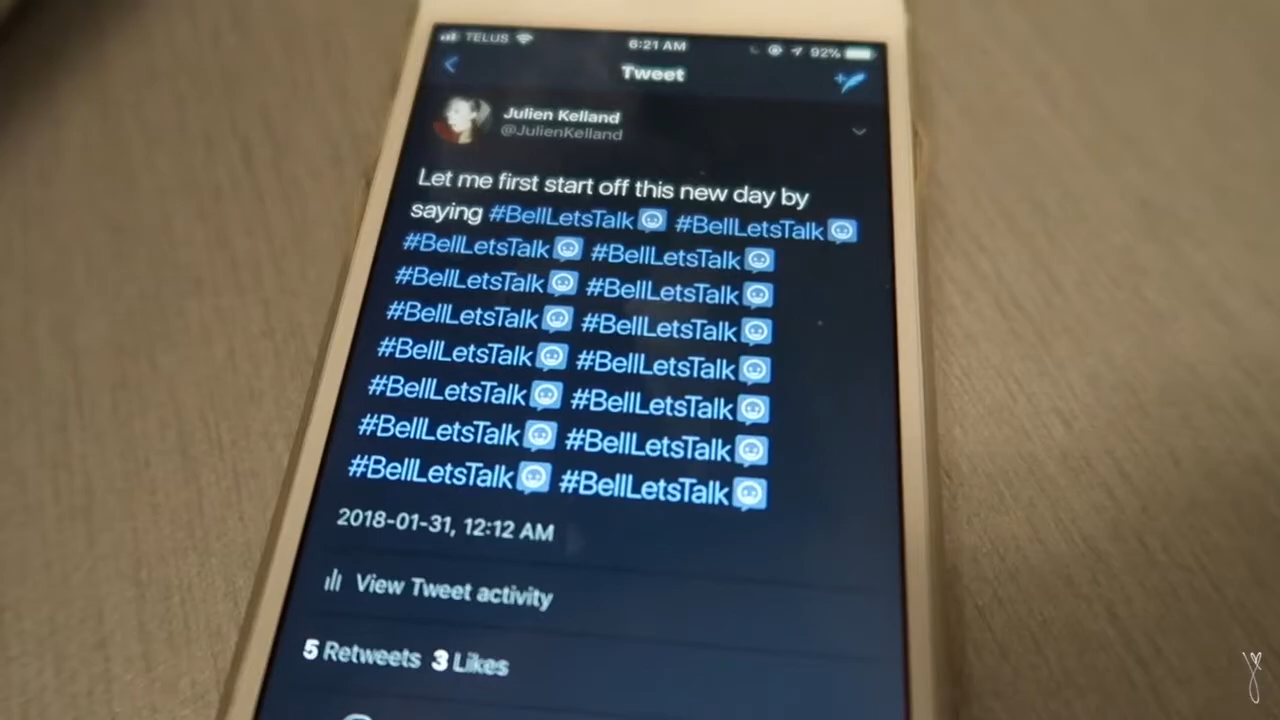 TELUS 6:21 AM 92%
Tweet
Julien Kelland
@JulienKelland
Let me first start off this new day by
saying #BellLetsTalk #BellLetsTalk
#BellLetsTalk #BellLetsTalk
#BellLetsTalk #BellLetsTalk
#BellLetsTalk #BellLetsTalk
#BellLetsTalk #BellLetsTalk
#BellLetsTalk #BellLetsTalk
#BellLetsTalk #BellLetsTalk
#BellLetsTalk #BellLetsTalk
2018-01-31, 12:12 AM
View Tweet activity
5 Retweets 3 Likes